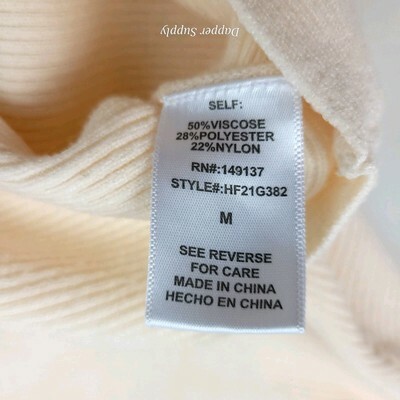 Dapper Supply
SELF:
50%VISCOSE
28%POLYESTER
22%NYLON
RN#:149137
STYLE#:HF21G382
M
SEE REVERSE
FOR CARE
MADE IN CHINA
HECHO EN CHINA